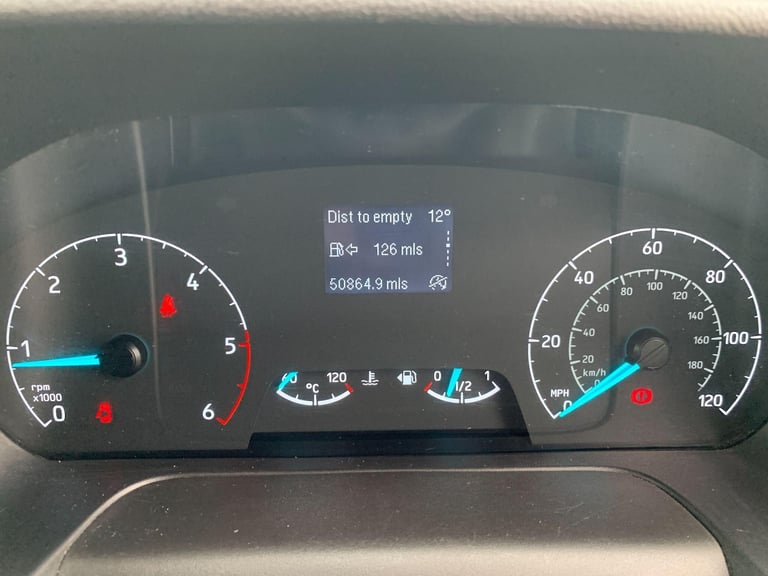 Dist to empty 12°
126 mls
50864.9 mls
0 1 2 3 4 5 6
rpm
x1000
60 120
°C
0 1/2 1
0 20 40 60 80 100 120
MPH
0 20 40 60 80 100 120 140 160 180
km/h